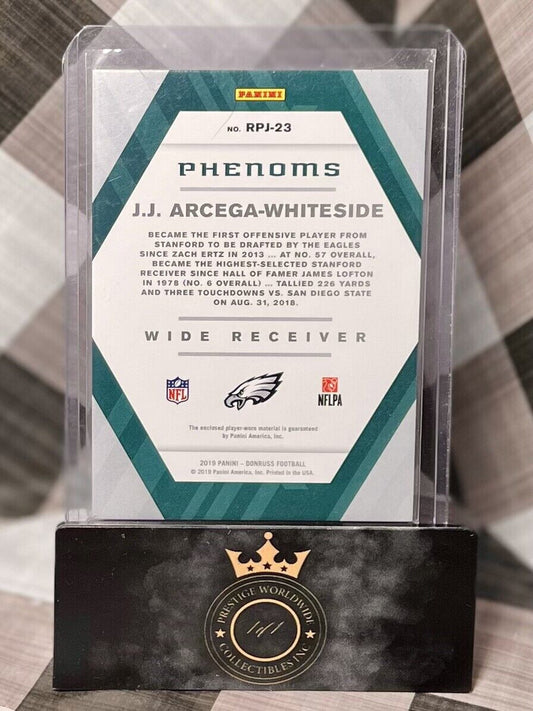 PANINI
NO. RPJ-23
PHENOMS
J.J. ARCEGA-WHITESIDE
BECAME THE FIRST OFFENSIVE PLAYER FROM
STANFORD TO BE DRAFTED BY THE EAGLES
SINCE ZACH ERTZ IN 2013 ... AT NO. 57 OVERALL,
BECAME THE HIGHEST-SELECTED STANFORD
RECEIVER SINCE HALL OF FAMER JAMES LOFTON
IN 1978 (NO. 6 OVERALL) ... TALLIED 226 YARDS
AND THREE TOUCHDOWNS VS. SAN DIEGO STATE
ON AUG. 31, 2018.
WIDE RECEIVER
NFL
NFLPA
The enclosed player-worn material is guaranteed
by Panini America, Inc.
2019 PANINI - DONRUSS FOOTBALL
© 2019 Panini America, Inc. Printed in the USA.
PRESTIGE WORLDWIDE
1of1
COLLECTIBLES INC